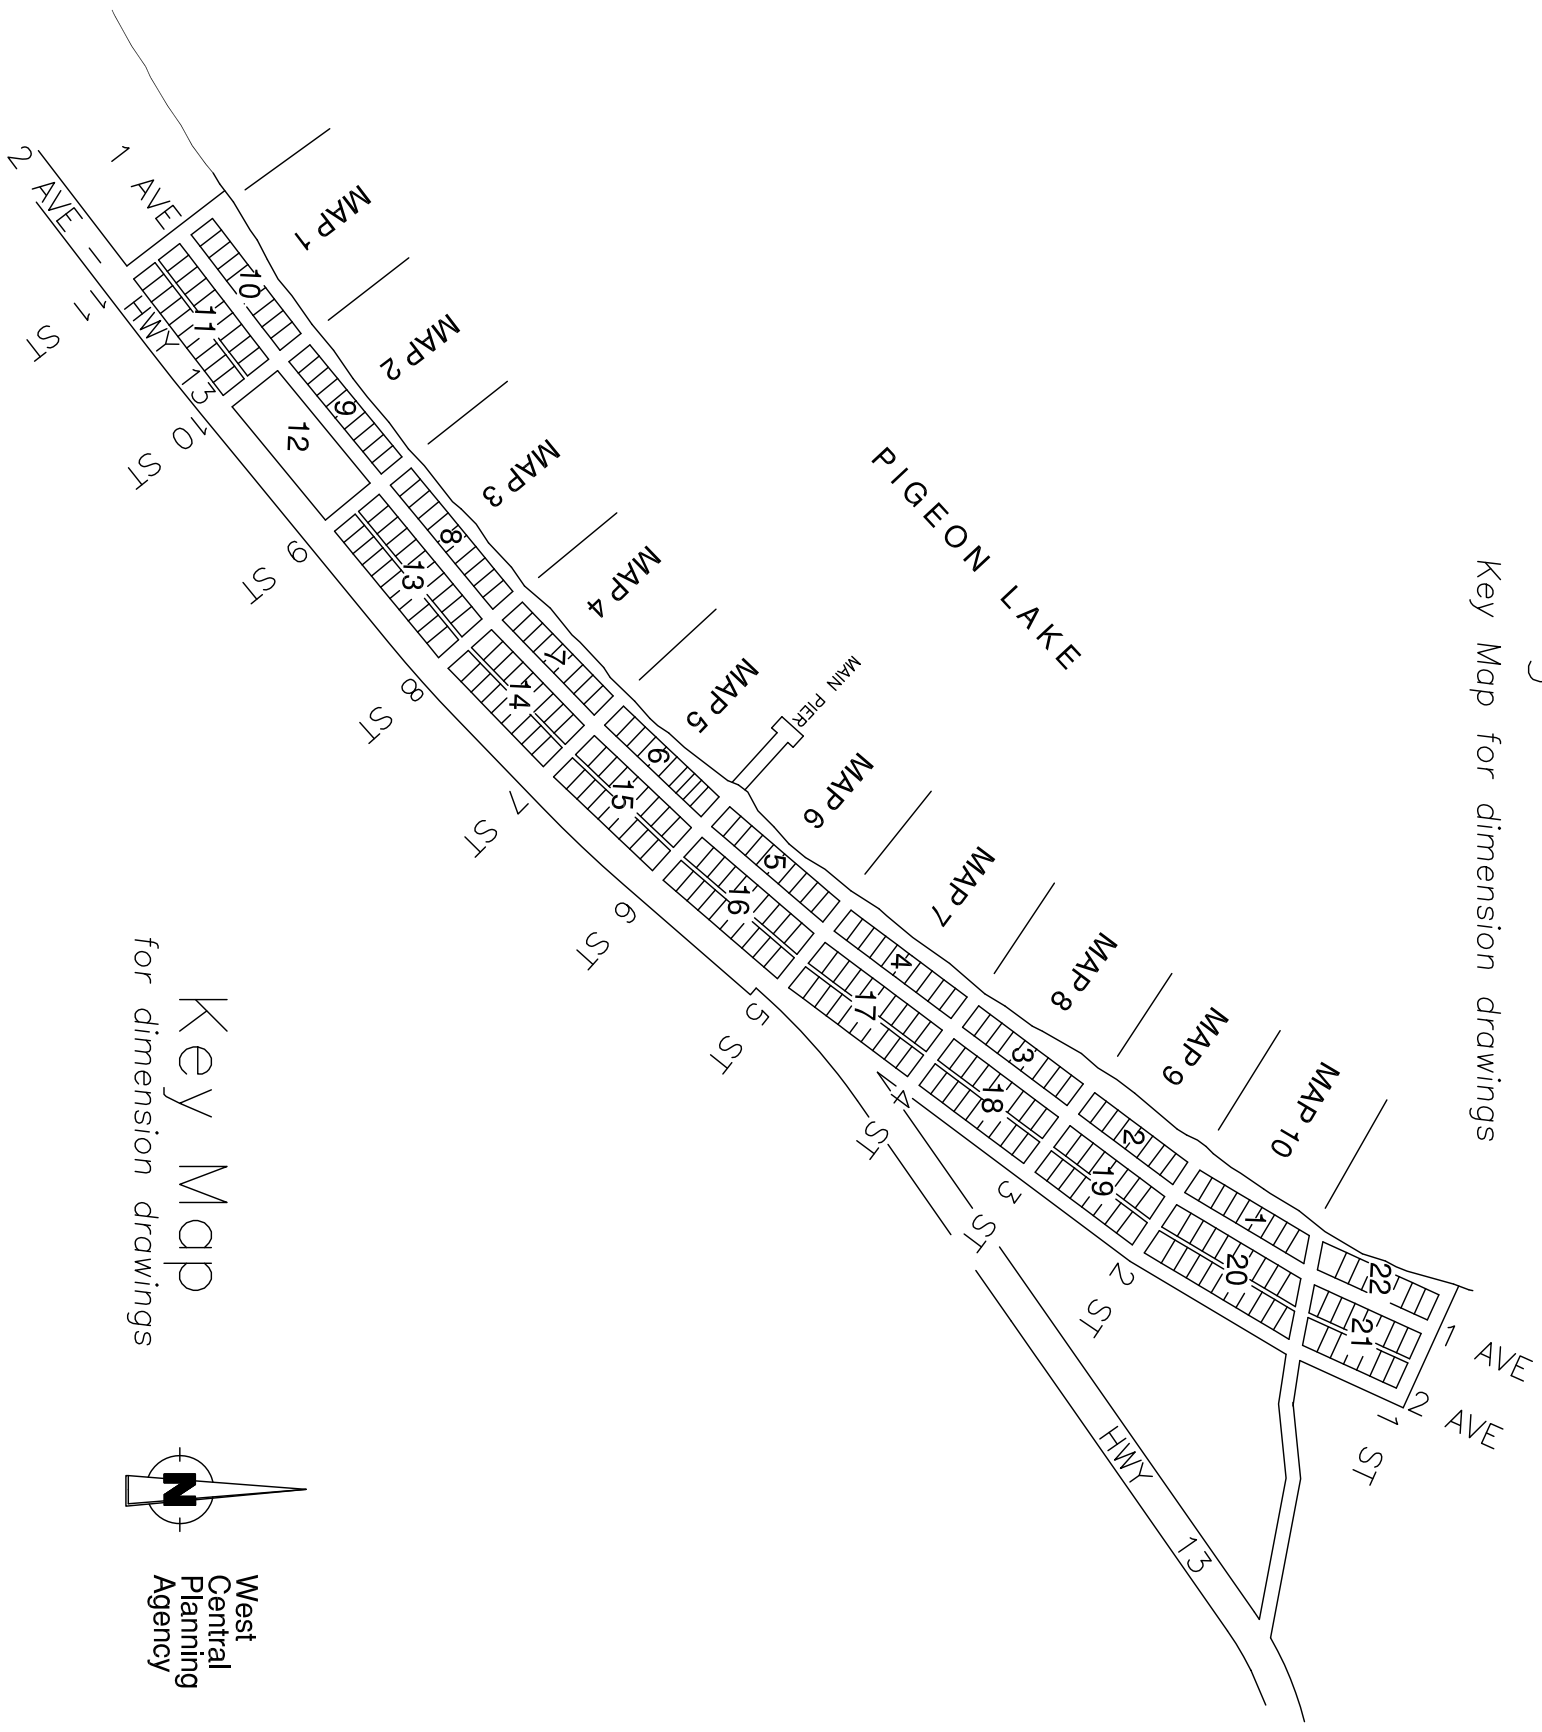 Key Map for dimension drawings
PIGEON LAKE
MAIN PIER
MAP 1
MAP 2
MAP 3
MAP 4
MAP 5
MAP 6
MAP 7
MAP 8
MAP 9
MAP 10
10
9
8
7
6
5
4
3
2
1
22
11
12
13
14
15
16
17
18
19
20
21
1 AVE
2 AVE - HWY 13
11 ST
10 ST
9 ST
8 ST
7 ST
6 ST
5 ST
4 ST
ST
3
2 ST
1 ST
1 AVE
2 AVE
HWY 13
Key Map
for dimension drawings
N
West
Central
Planning
Agency